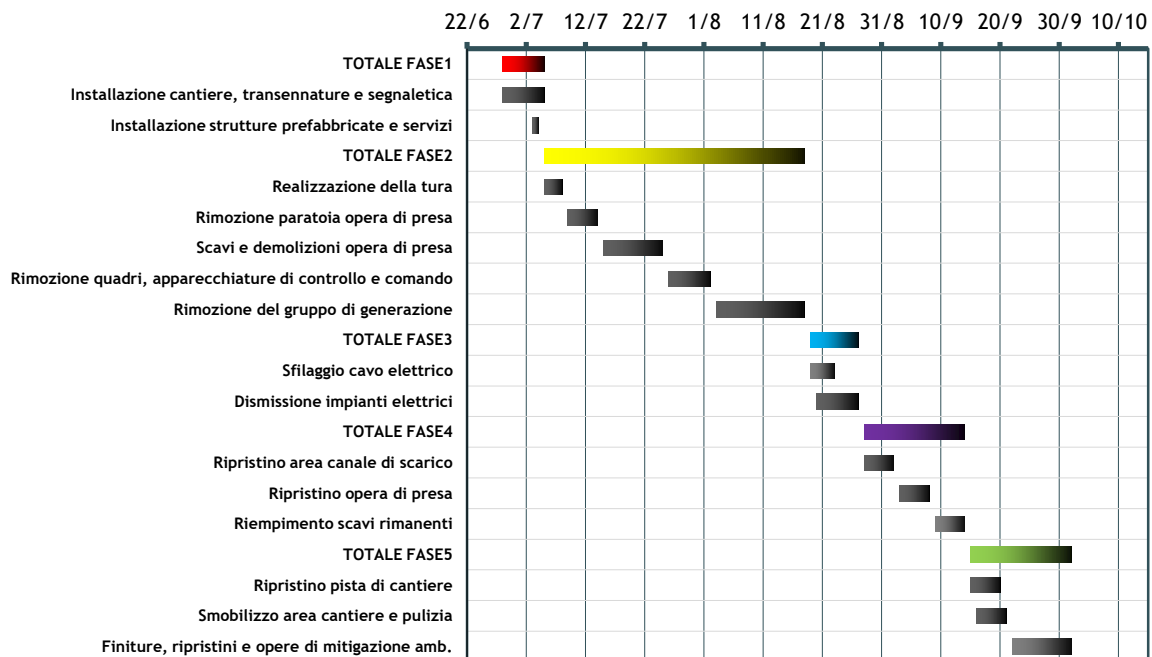 22/6 2/7 12/7 22/7 1/8 11/8 21/8 31/8 10/9 20/9 30/9 10/10
TOTALE FASE1
Installazione cantiere, transennature e segnaletica
Installazione strutture prefabbricate e servizi
TOTALE FASE2
Realizzazione della tura
Rimozione paratoia opera di presa
Scavi e demolizioni opera di presa
Rimozione quadri, apparecchiature di controllo e comando
Rimozione del gruppo di generazione
TOTALE FASE3
Sfilaggio cavo elettrico
Dismissione impianti elettrici
TOTALE FASE4
Ripristino area canale di scarico
Ripristino opera di presa
Riempimento scavi rimanenti
TOTALE FASE5
Ripristino pista di cantiere
Smobilizzo area cantiere e pulizia
Finiture, ripristini e opere di mitigazione amb.